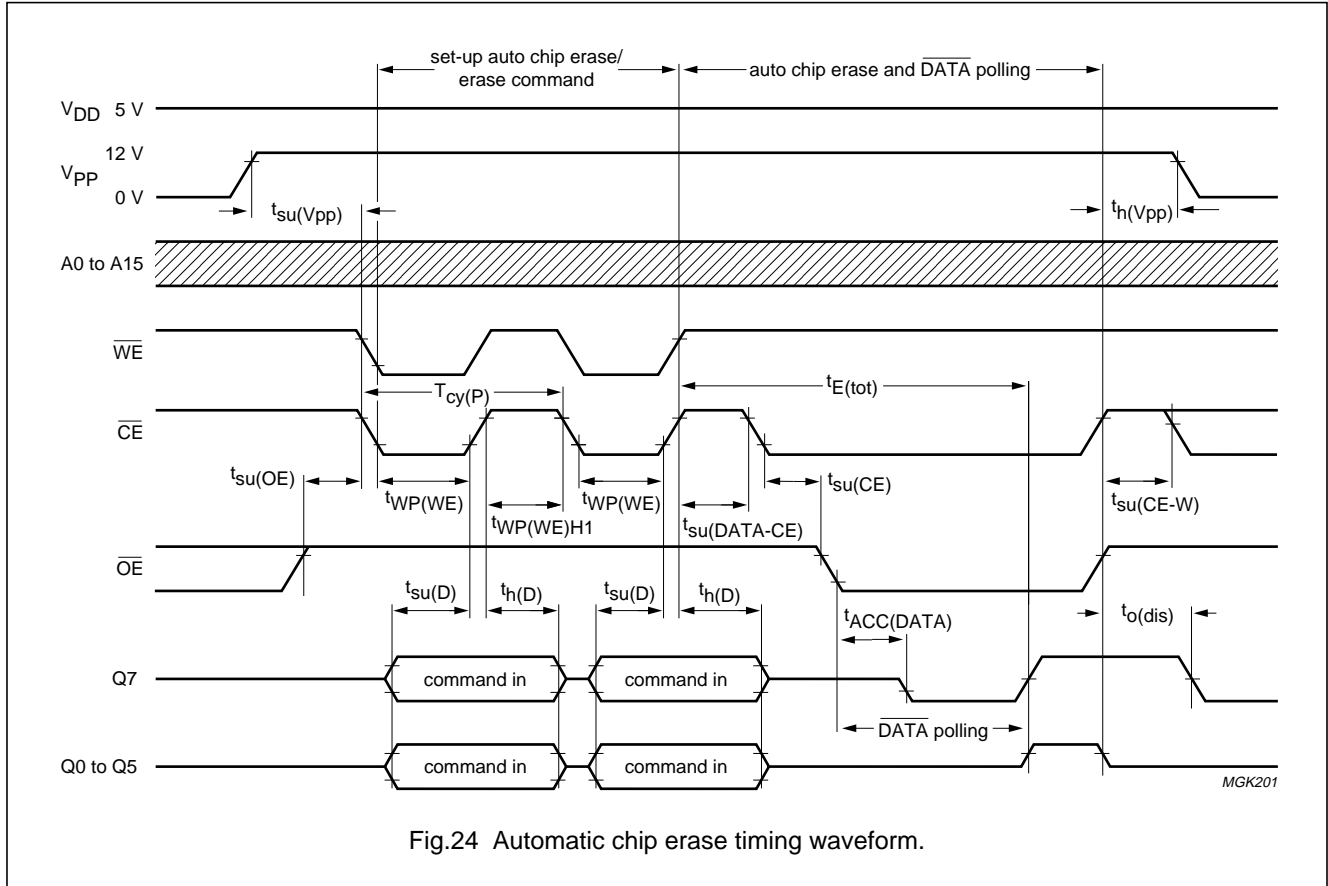 set-up auto chip erase/
erase command
auto chip erase and DATA polling
VDD 5 V
12 V
VPP
0 V
tsu(Vpp)
th(Vpp)
A0 to A15
WE
Tcy(P)
tE(tot)
CE
tsu(OE)
tWP(WE)
tWP(WE)H1
tWP(WE)
tsu(DATA-CE)
tsu(CE)
tsu(CE-W)
OE
tsu(D)
th(D)
tsu(D)
th(D)
tACC(DATA)
to(dis)
Q7
command in
command in
DATA polling
Q0 to Q5
command in
command in
MGK201
Fig.24 Automatic chip erase timing waveform.